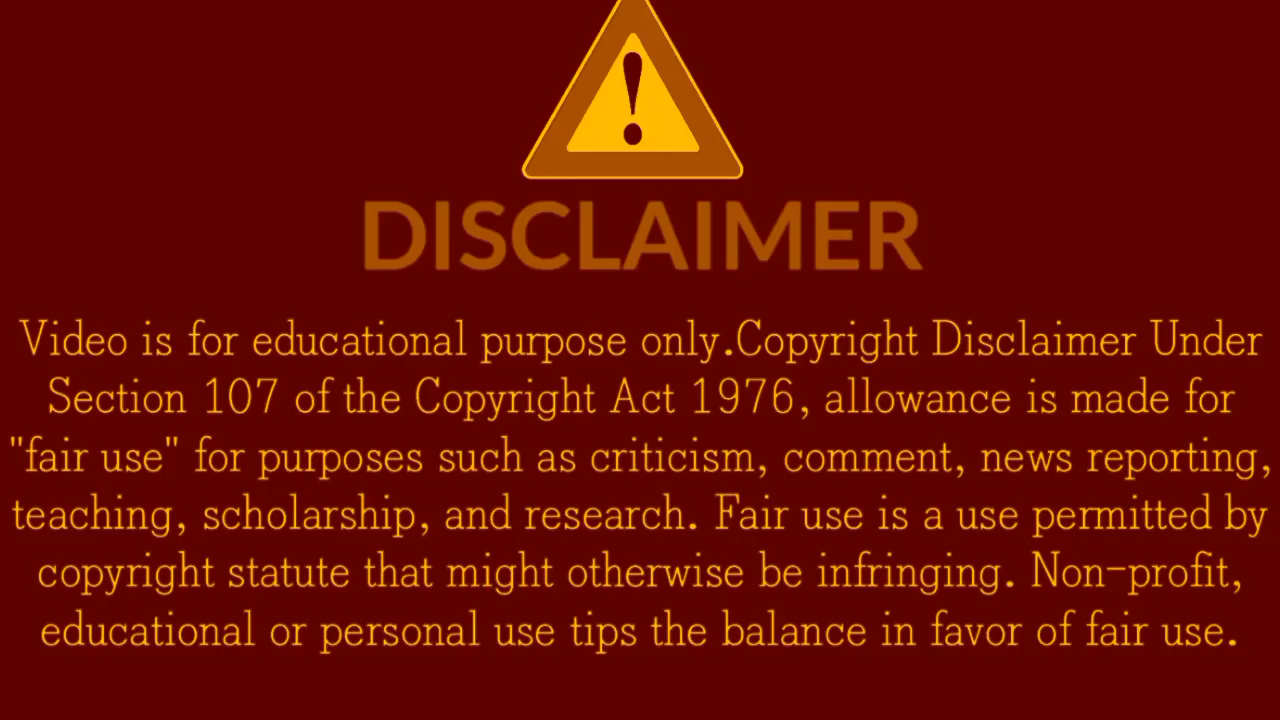 DISCLAIMER
Video is for educational purpose only.Copyright Disclaimer Under
Section 107 of the Copyright Act 1976, allowance is made for
"fair use" for purposes such as criticism, comment, news reporting,
teaching, scholarship, and research. Fair use is a use permitted by
copyright statute that might otherwise be infringing. Non-profit,
educational or personal use tips the balance in favor of fair use.